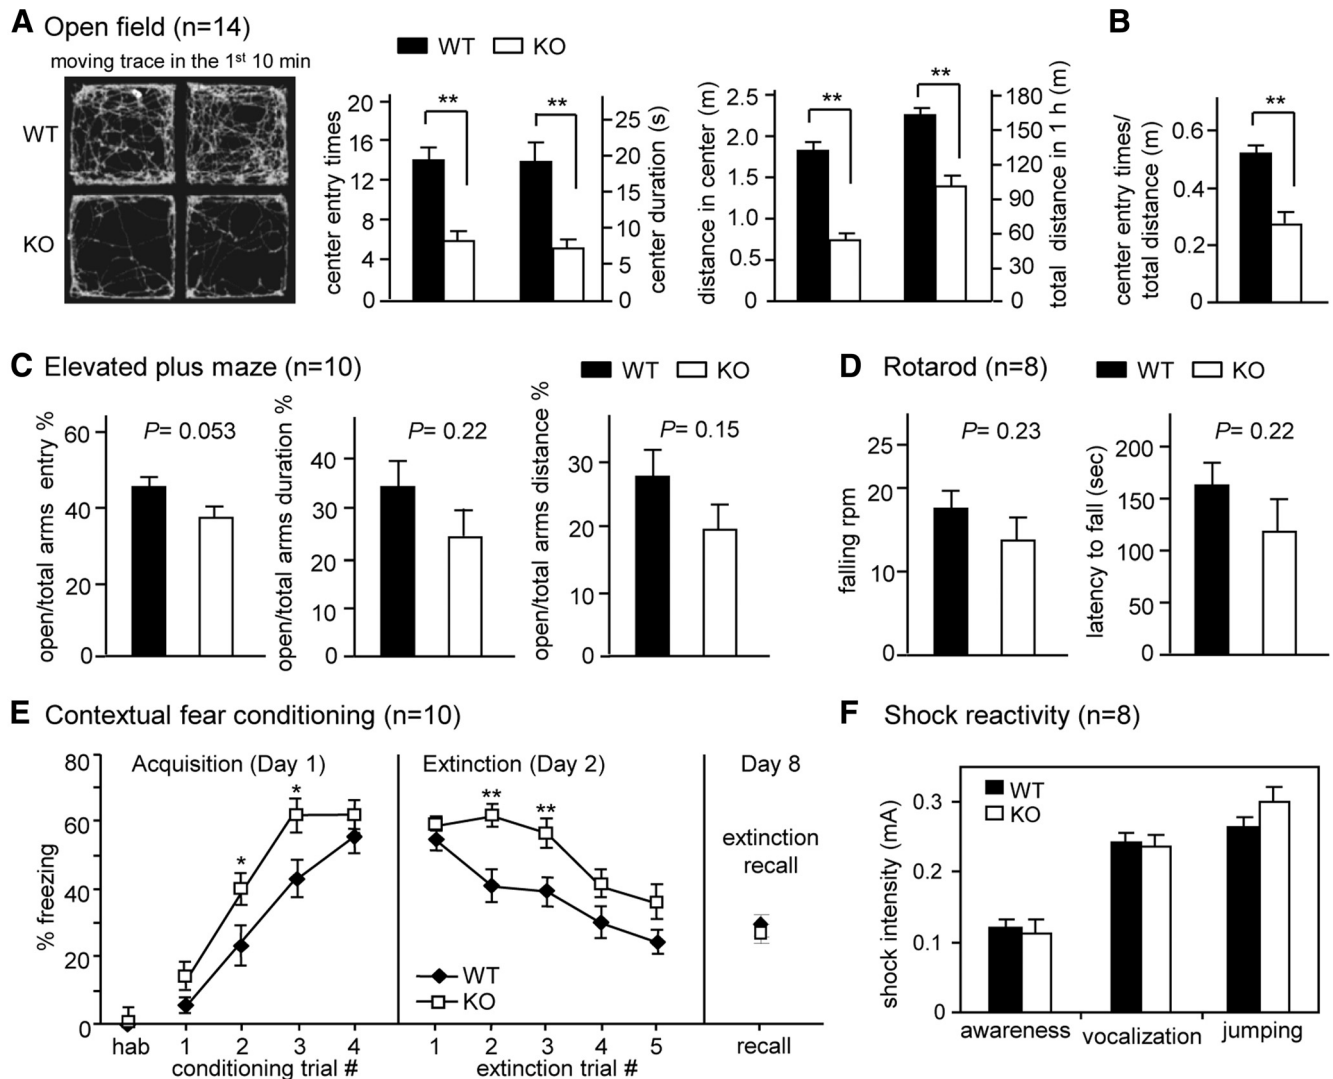 A Open field (n=14)
moving trace in the 1st 10 min
WT
KO
WT KO
center entry times
20
16
12
8
4
0
**
**
25
20
15
10
5
0
center duration (s)
distance in center (m)
2.5
2.0
1.5
1.0
0.5
0
**
**
180
150
120
90
60
30
0
total distance in 1 h (m)
B
center entry times/
total distance (m)
0.6
0.4
0.2
0
**
C Elevated plus maze (n=10)
WT KO
open/total arms entry %
60
40
20
0
P= 0.053
open/total arms duration %
40
30
20
10
0
P= 0.22
open/total arms distance %
30
20
10
0
P= 0.15
D Rotarod (n=8)
WT KO
falling rpm
25
20
10
0
P= 0.23
latency to fall (sec)
200
150
100
50
0
P= 0.22
E Contextual fear conditioning (n=10)
% freezing
80
60
40
20
0
Acquisition (Day 1)
*
*
hab 1 2 3 4
conditioning trial #
Extinction (Day 2)
**
**
WT
KO
1 2 3 4 5
extinction trial #
Day 8
extinction
recall
recall
F Shock reactivity (n=8)
shock intensity (mA)
0.3
0.2
0.1
0
WT
KO
awareness vocalization jumping